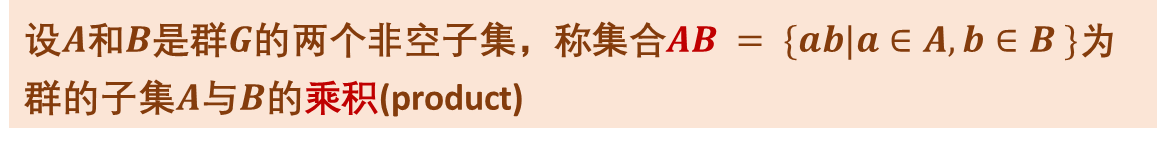 设A和B是群G的两个非空子集，称集合AB = {ab|a ∈ A, b ∈ B }为
群的子集A与B的乘积(product)